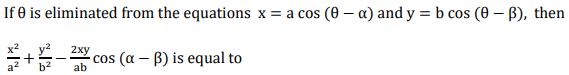 If θ is eliminated from the equations x = a cos (θ − α) and y = b cos (θ − β), then
x²/a² + y²/b² − 2xy/ab cos (α − β) is equal to